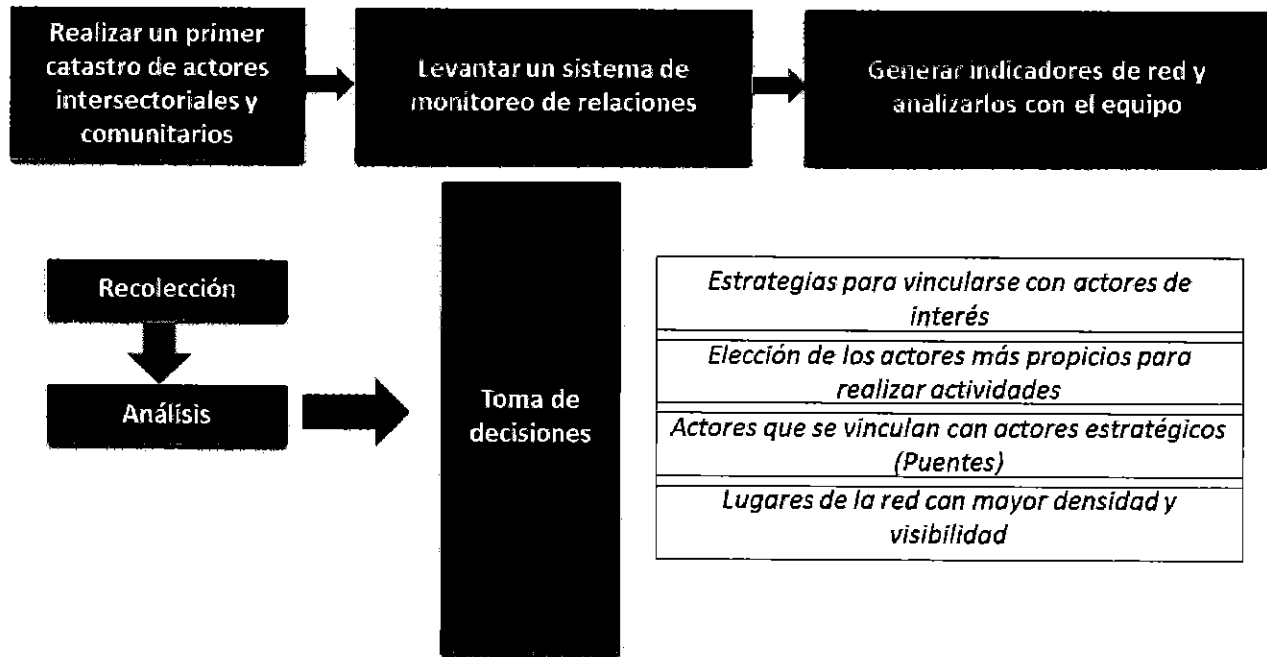 Realizar un primer
catastro de actores
intersectoriales y
comunitarios
Levantar un sistema de
monitoreo de relaciones
Generar indicadores de red y
analizarlos con el equipo
Recolección
Análisis
Toma de
decisiones
Estrategias para vincularse con actores de
interés
Elección de los actores más propicios para
realizar actividades
Actores que se vinculan con actores estratégicos
(Puentes)
Lugares de la red can mayor densidad y
visibilidad